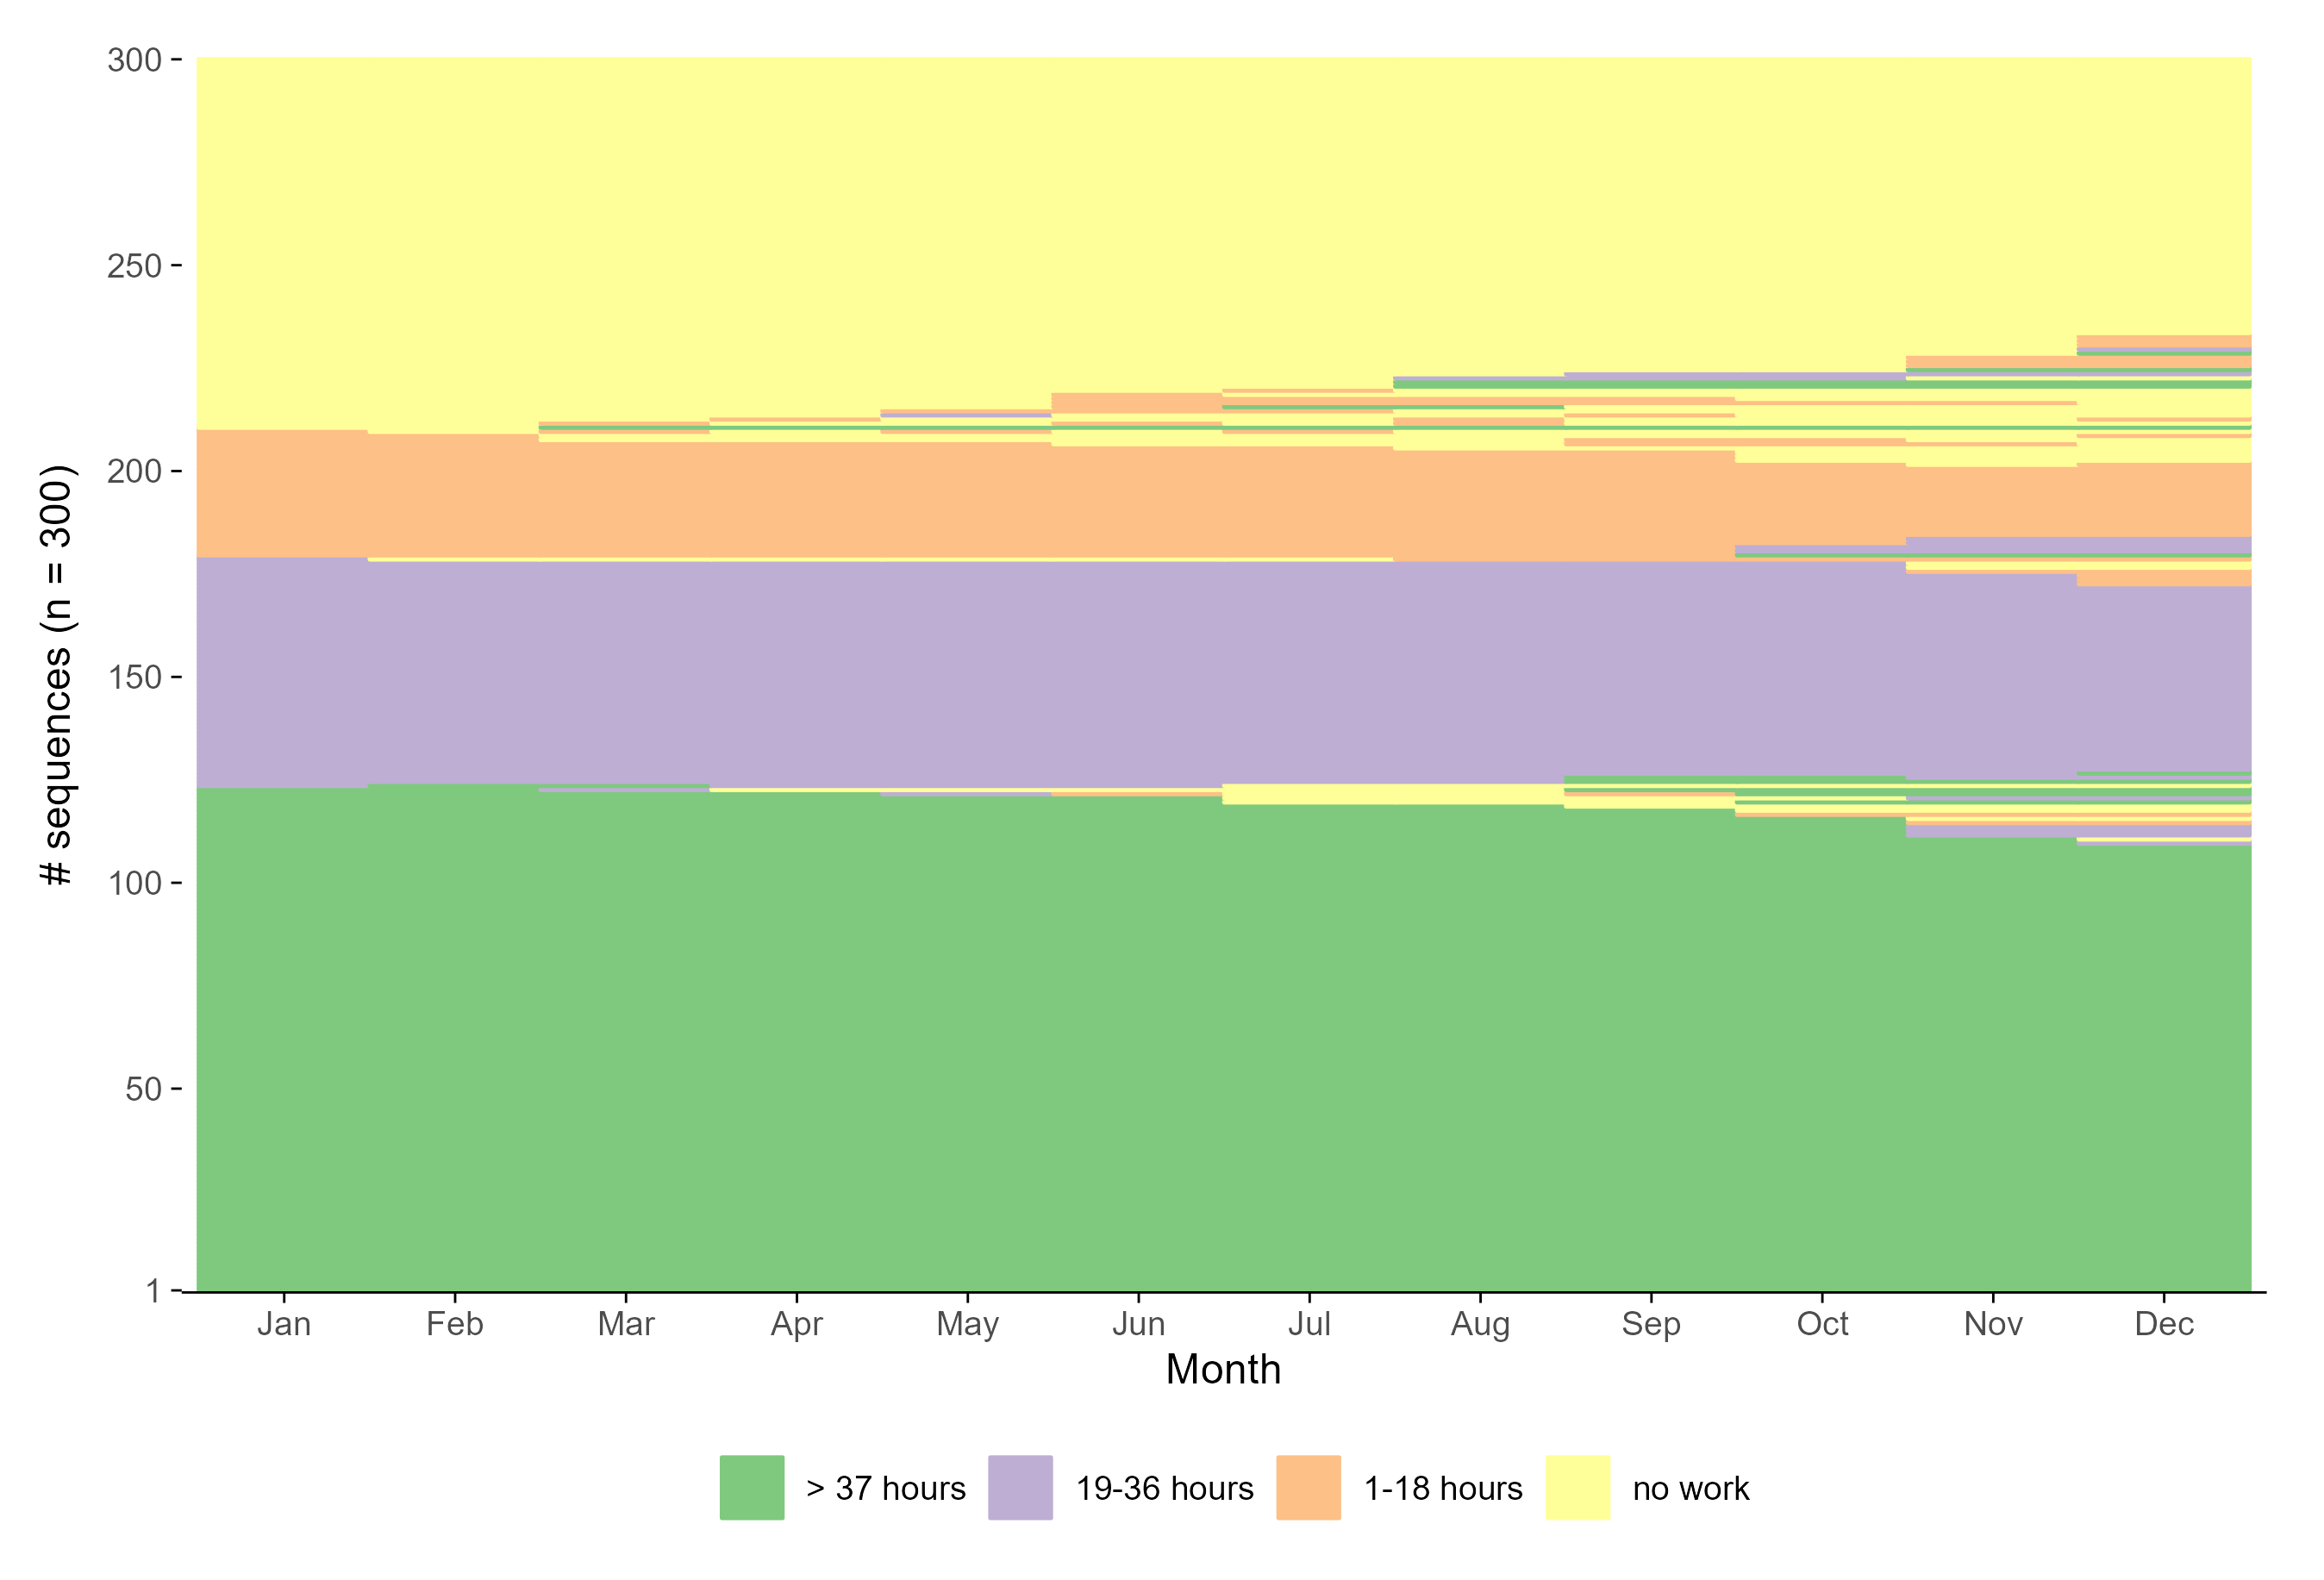 # sequences (n = 300)
300
250
200
150
100
50
1
Jan Feb Mar Apr May Jun Jul Aug Sep Oct Nov Dec
Month
> 37 hours 19-36 hours 1-18 hours no work